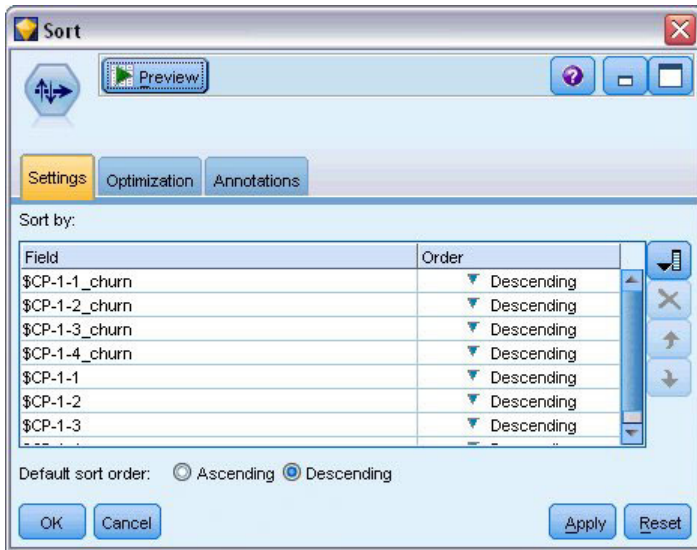 Sort
Preview
Settings Optimization Annotations
Sort by:
Field Order
$CP-1-1_churn Descending
$CP-1-2_churn Descending
$CP-1-3_churn Descending
$CP-1-4_churn Descending
$CP-1-1 Descending
$CP-1-2 Descending
$CP-1-3 Descending
Default sort order: Ascending Descending
OK Cancel Apply Reset